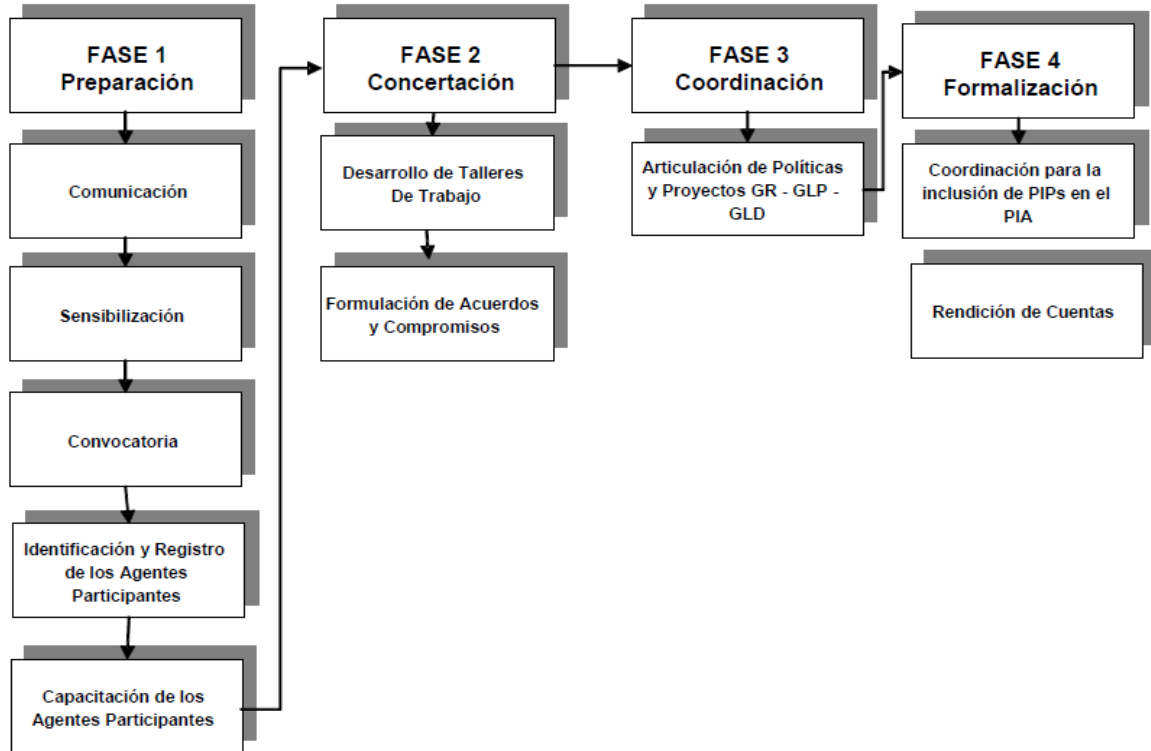 FASE 1
Preparación
Comunicación
Sensibilización
Convocatoria
Identificación y Registro
de los Agentes
Participantes
Capacitación de los
Agentes Participantes
FASE 2
Concertación
Desarrollo de Talleres
De Trabajo
Formulación de Acuerdos
y Compromisos
FASE 3
Coordinación
Articulación de Políticas
y Proyectos GR - GLP -
GLD
FASE 4
Formalización
Coordinación para la
inclusión de PIPs en el
PIA
Rendición de Cuentas